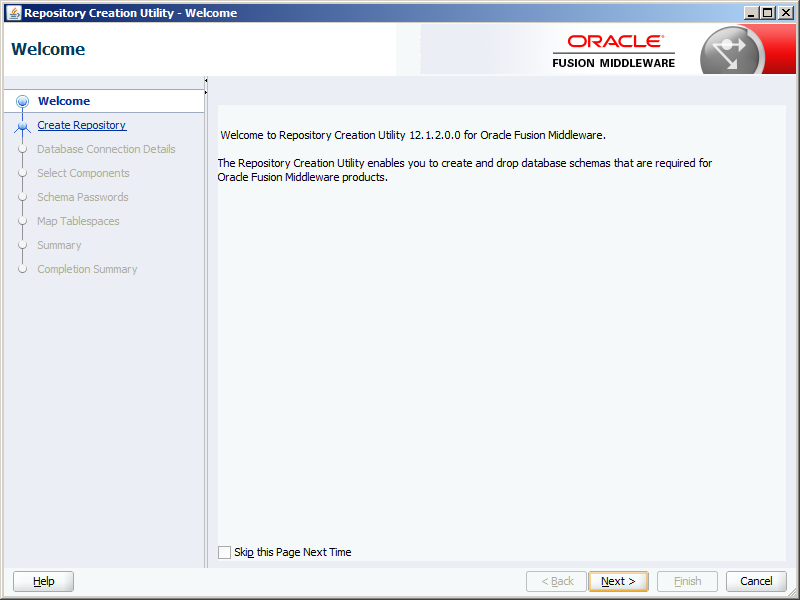 Repository Creation Utility - Welcome
Welcome
ORACLE
FUSION MIDDLEWARE
Welcome
Create Repository
Database Connection Details
Select Components
Schema Passwords
Map Tablespaces
Summary
Completion Summary
Welcome to Repository Creation Utility 12.1.2.0.0 for Oracle Fusion Middleware.
The Repository Creation Utility enables you to create and drop database schemas that are required for
Oracle Fusion Middleware products.
Skip this Page Next Time
Help
< Back
Next >
Finish
Cancel